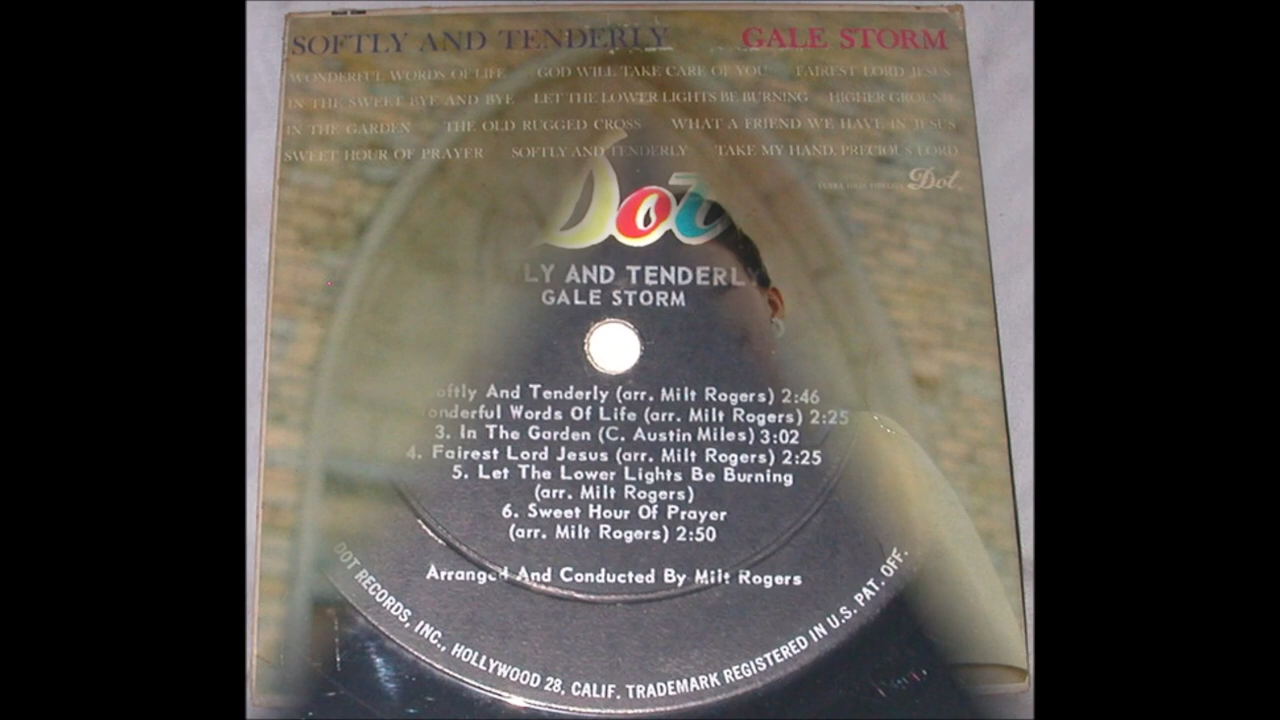 SOFTLY AND TENDERLY GALE STORM
WONDERFUL WORDS OF LIFE GOD WILL TAKE CARE OF YOU FAIREST LORD JESUS
IN THE SWEET BYE AND BYE LET THE LOWER LIGHTS BE BURNING HIGHER GROUND
IN THE GARDEN THE OLD RUGGED CROSS WHAT A FRIEND WE HAVE IN JESUS
SWEET HOUR OF PRAYER SOFTLY AND TENDERLY TAKE MY HAND, PRECIOUS LORD
ULTRA HIGH FIDELITY Dot
Dot
LY AND TENDERLY
GALE STORM
oftly And Tenderly (arr. Milt Rogers) 2:46
onderful Words Of Life (arr. Milt Rogers) 2:25
3. In The Garden (C. Austin Miles) 3:02
4. Fairest Lord Jesus (arr. Milt Rogers) 2:25
5. Let The Lower Lights Be Burning
(arr. Milt Rogers)
6. Sweet Hour Of Prayer
(arr. Milt Rogers) 2:50
Arranged And Conducted By Milt Rogers
DOT RECORDS, INC., HOLLYWOOD 28, CALIF. TRADEMARK REGISTERED IN U.S. PAT. OFF.